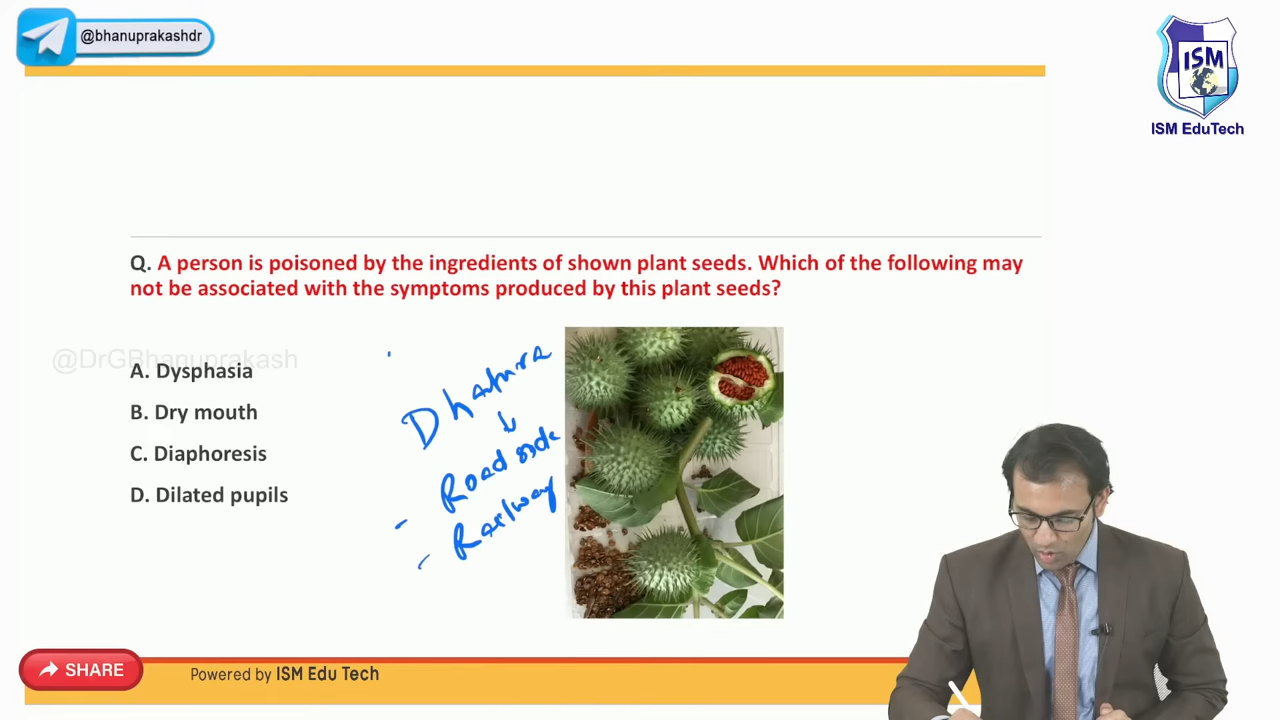 @bhanuprakashdr
ISM
ISM EduTech
Q. A person is poisoned by the ingredients of shown plant seeds. Which of the following may
not be associated with the symptoms produced by this plant seeds?
@DrGBhanuprakash
A. Dysphasia
B. Dry mouth
C. Diaphoresis
D. Dilated pupils
Dhatura
↓
- Road side
- Railway
SHARE
Powered by ISM Edu Tech